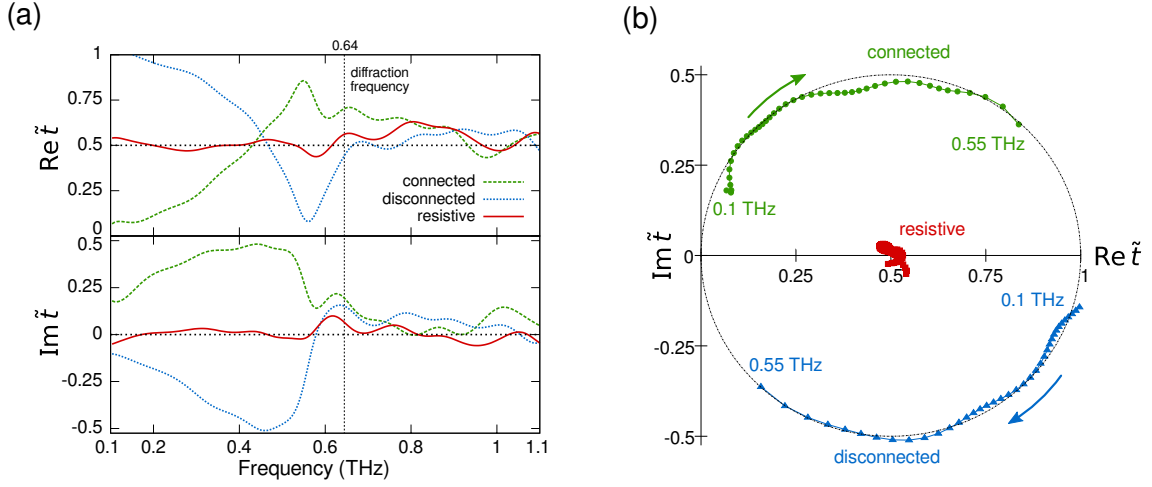 (a)
0.64
1
0.75
0.5
0.25
0
Re t̃
diffraction
frequency
connected
disconnected
resistive
0.5
0.25
0
-0.25
-0.5
Im t̃
0.1
0.2
0.4
0.6
0.8
1
1.1
Frequency (THz)
(b)
connected
0.5
0.25
0
-0.25
-0.5
Im t̃
0.55 THz
0.1 THz
resistive
0.25
0.5
0.75
1
Re t̃
0.1 THz
0.55 THz
disconnected